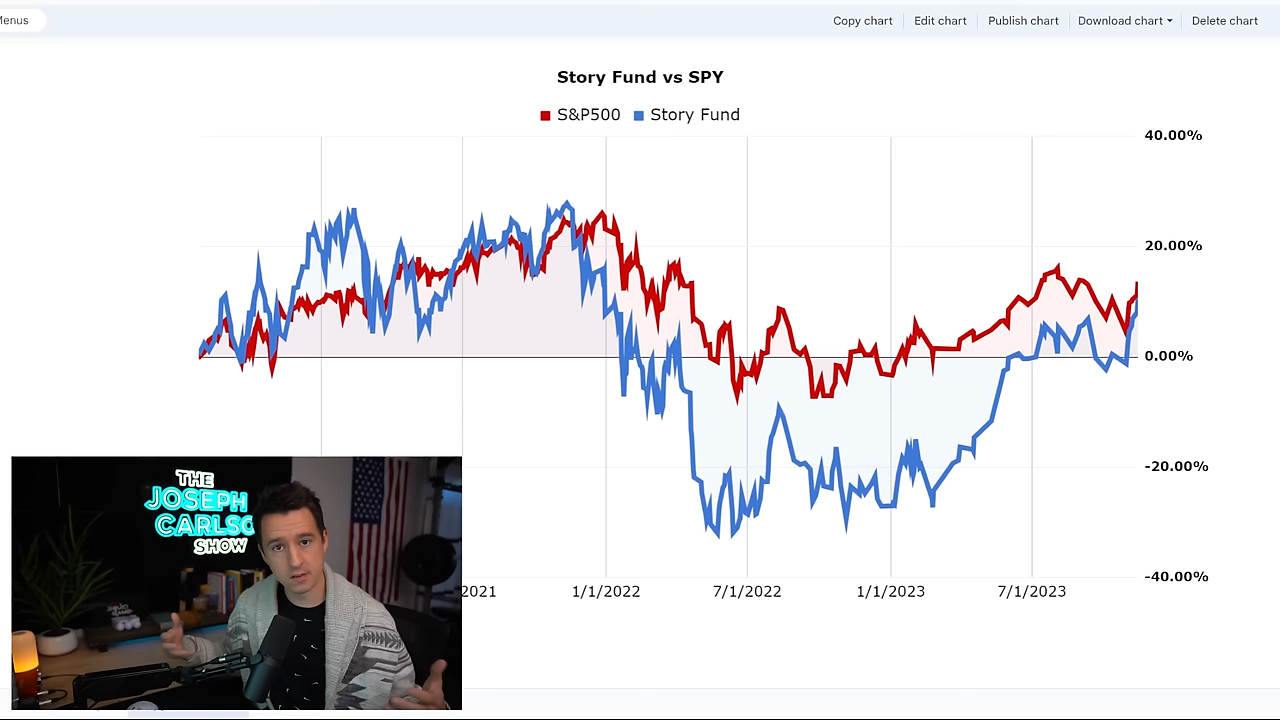 Menus
Copy chart
Edit chart
Publish chart
Download chart
Delete chart
Story Fund vs SPY
S&P500
Story Fund
40.00%
20.00%
0.00%
-20.00%
-40.00%
2021
1/1/2022
7/1/2022
1/1/2023
7/1/2023
THE
JOSEPH
CARLSO
SHOW